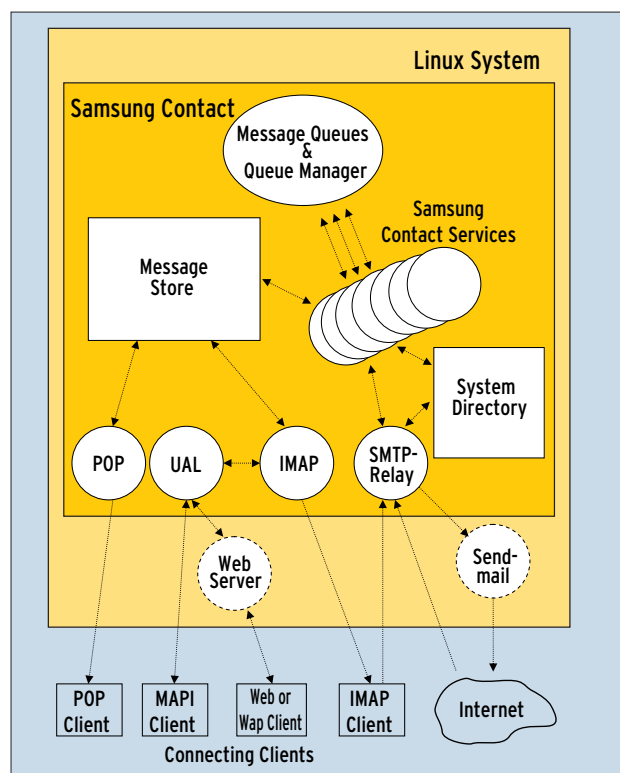 Linux System
Samsung Contact
Message Queues
&
Queue Manager
Samsung
Contact Services
Message
Store
System
Directory
POP
UAL
IMAP
SMTP-
Relay
Web
Server
Send-
mail
POP
Client
MAPI
Client
Web or
Wap Client
IMAP
Client
Internet
Connecting Clients